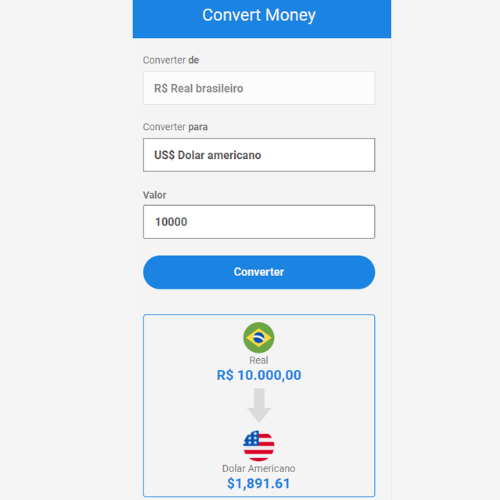 Convert Money
Converter de
R$ Real brasileiro
Converter para
US$ Dolar americano
Valor
10000
Converter
Real
R$ 10.000,00
Dolar Americano
$1,891.61